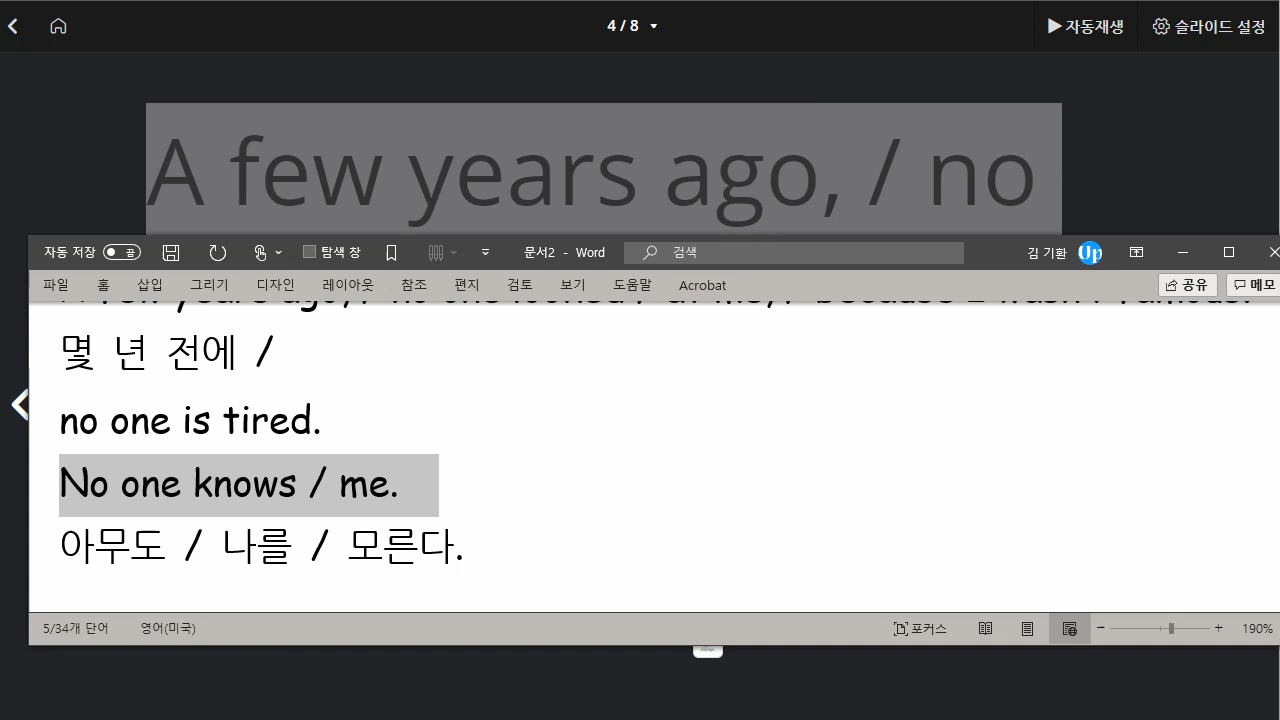 4 / 8
자동재생
슬라이드 설정
A few years ago, / no
자동 저장
끔
탐색 창
문서2 - Word
검색
김 기환
Up
파일 홈 삽입 그리기 디자인 레이아웃 참조 편지 검토 보기 도움말 Acrobat
공유
메모
몇 년 전에 /
no one is tired.
No one knows / me.
아무도 / 나를 / 모른다.
5/34개 단어
영어(미국)
포커스
190%